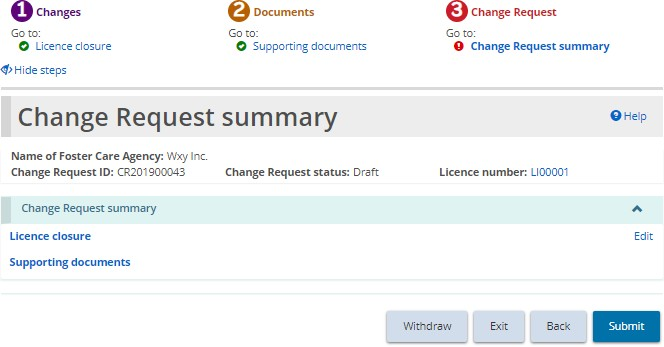 1 Changes 2 Documents 3 Change Request
Go to: Go to: Go to:
Licence closure Supporting documents Change Request summary
Hide steps
Change Request summary Help
Name of Foster Care Agency: Wxy Inc.
Change Request ID: CR201900043 Change Request status: Draft Licence number: LI00001
Change Request summary
Licence closure Edit
Supporting documents
Withdraw Exit Back Submit